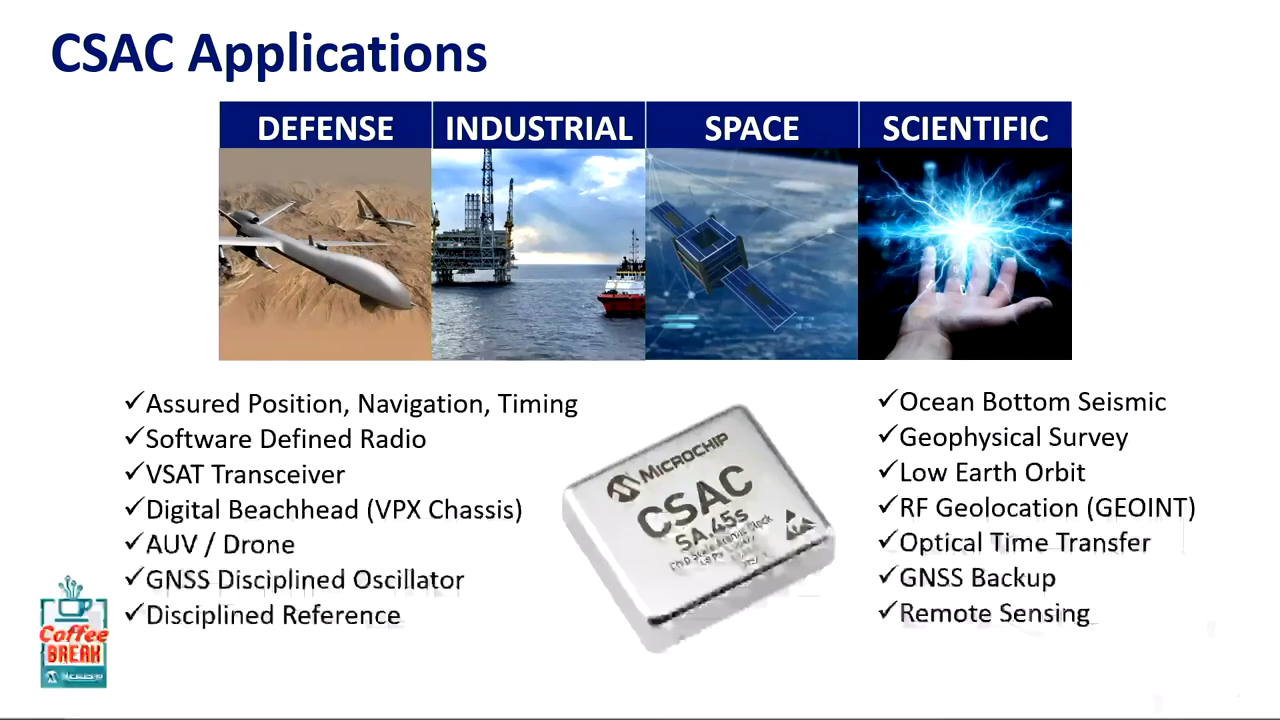 CSAC Applications
DEFENSE
INDUSTRIAL
SPACE
SCIENTIFIC
✓Assured Position, Navigation, Timing
✓Software Defined Radio
✓VSAT Transceiver
✓Digital Beachhead (VPX Chassis)
✓AUV / Drone
✓GNSS Disciplined Oscillator
✓Disciplined Reference
MICROCHIP
CSAC
SA.45s
✓Ocean Bottom Seismic
✓Geophysical Survey
✓Low Earth Orbit
✓RF Geolocation (GEOINT)
✓Optical Time Transfer
✓GNSS Backup
✓Remote Sensing
Coffee
BREAK